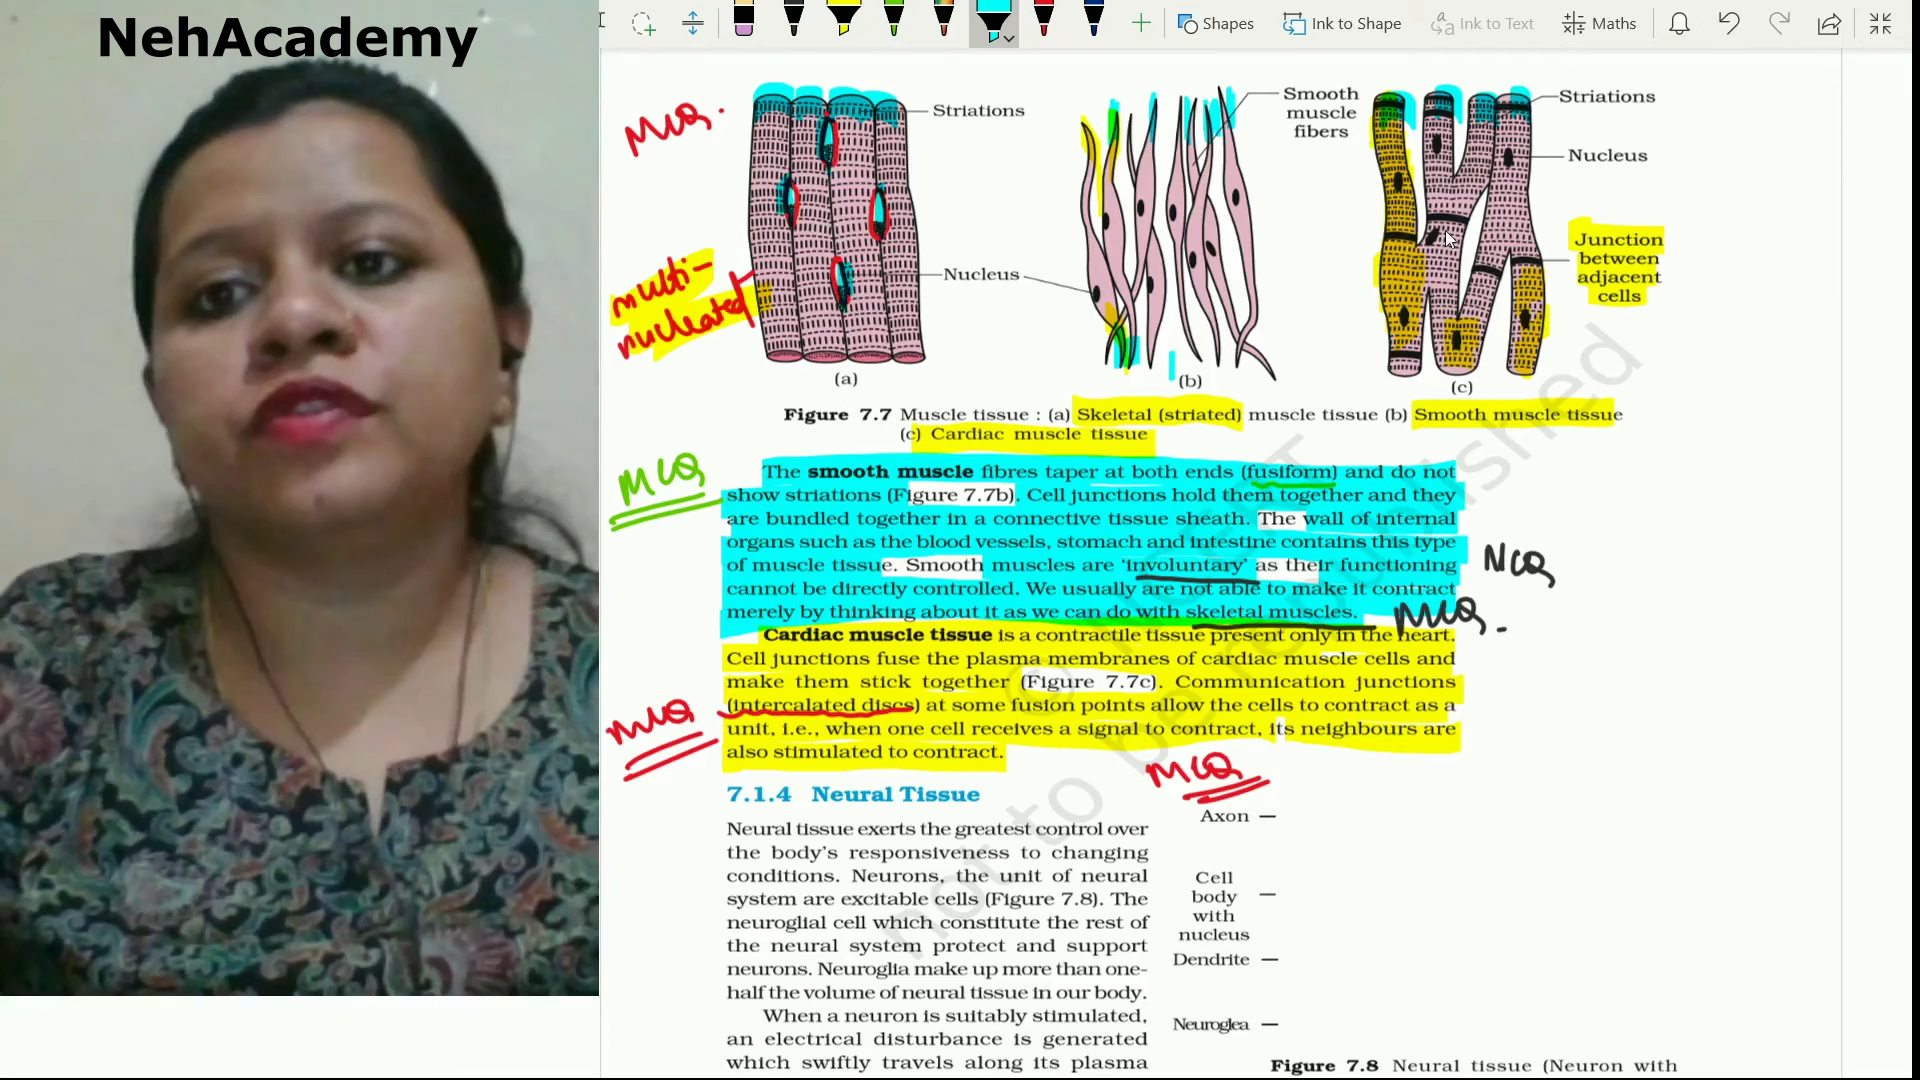 NehAcademy
Shapes
Ink to Shape
Ink to Text
Maths
MCQ.
Striations
Smooth
muscle
fibers
Striations
Nucleus
multi-
nucleated
Nucleus
Junction
between
adjacent
cells
(a)
(b)
(c)
Figure 7.7 Muscle tissue : (a) Skeletal (striated) muscle tissue (b) Smooth muscle tissue
(c) Cardiac muscle tissue
MCQ
The smooth muscle fibres taper at both ends (fusiform) and do not
show striations (Figure 7.7b). Cell junctions hold them together and they
are bundled together in a connective tissue sheath. The wall of internal
organs such as the blood vessels, stomach and intestine contains this type
of muscle tissue. Smooth muscles are ‘involuntary’ as their functioning
cannot be directly controlled. We usually are not able to make it contract
merely by thinking about it as we can do with skeletal muscles.
MCQ
MCQ.
Cardiac muscle tissue is a contractile tissue present only in the heart.
Cell junctions fuse the plasma membranes of cardiac muscle cells and
make them stick together (Figure 7.7c). Communication junctions
(intercalated discs) at some fusion points allow the cells to contract as a
unit, i.e., when one cell receives a signal to contract, its neighbours are
also stimulated to contract.
MCQ
MCQ
7.1.4 Neural Tissue
Neural tissue exerts the greatest control over
the body’s responsiveness to changing
conditions. Neurons, the unit of neural
system are excitable cells (Figure 7.8). The
neuroglial cell which constitute the rest of
the neural system protect and support
neurons. Neuroglia make up more than one-
half the volume of neural tissue in our body.
When a neuron is suitably stimulated,
an electrical disturbance is generated
which swiftly travels along its plasma
Axon
Cell
body
with
nucleus
Dendrite
Neuroglea
Figure 7.8 Neural tissue (Neuron with
not to be republished